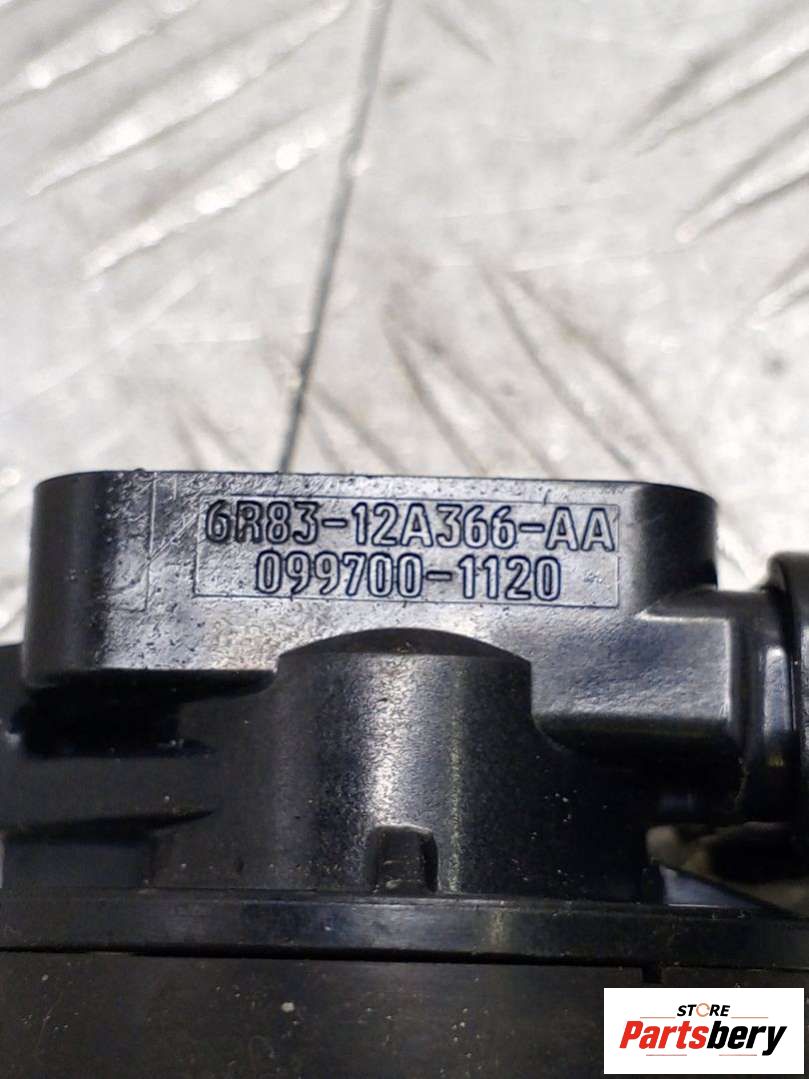 6R83-12A366-AA
099700-1120
STORE
Partsbery